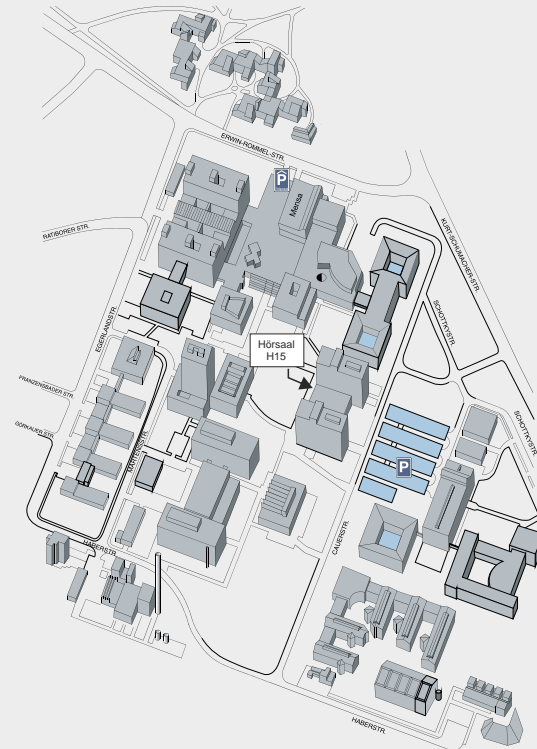 ERWIN-ROMMEL-STR.
P
Mensa
KURT-SCHUMACHER-STR.
RATIBORER STR.
SCHOTTKYSTR.
EGERLANDSTR.
Hörsaal
H15
FRANZENSBADER STR.
SCHOTTKYSTR.
GÖRKAUER STR.
MARTENSSTR.
P
CAUERSTR.
HABERSTR.
HABERSTR.